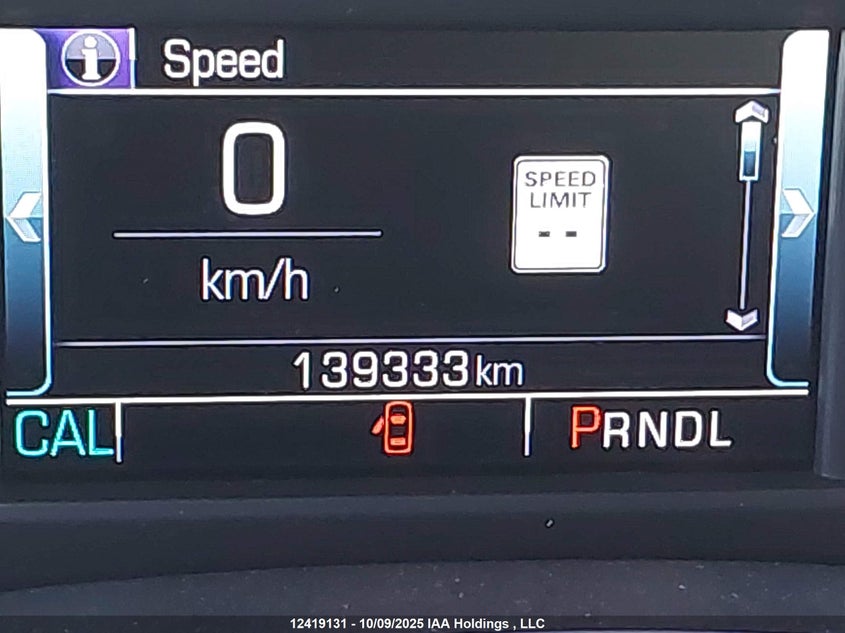 i Speed
0
SPEED
LIMIT
- -
km/h
139333 km
CAL PRNDL
12419131 - 10/09/2025 IAA Holdings , LLC